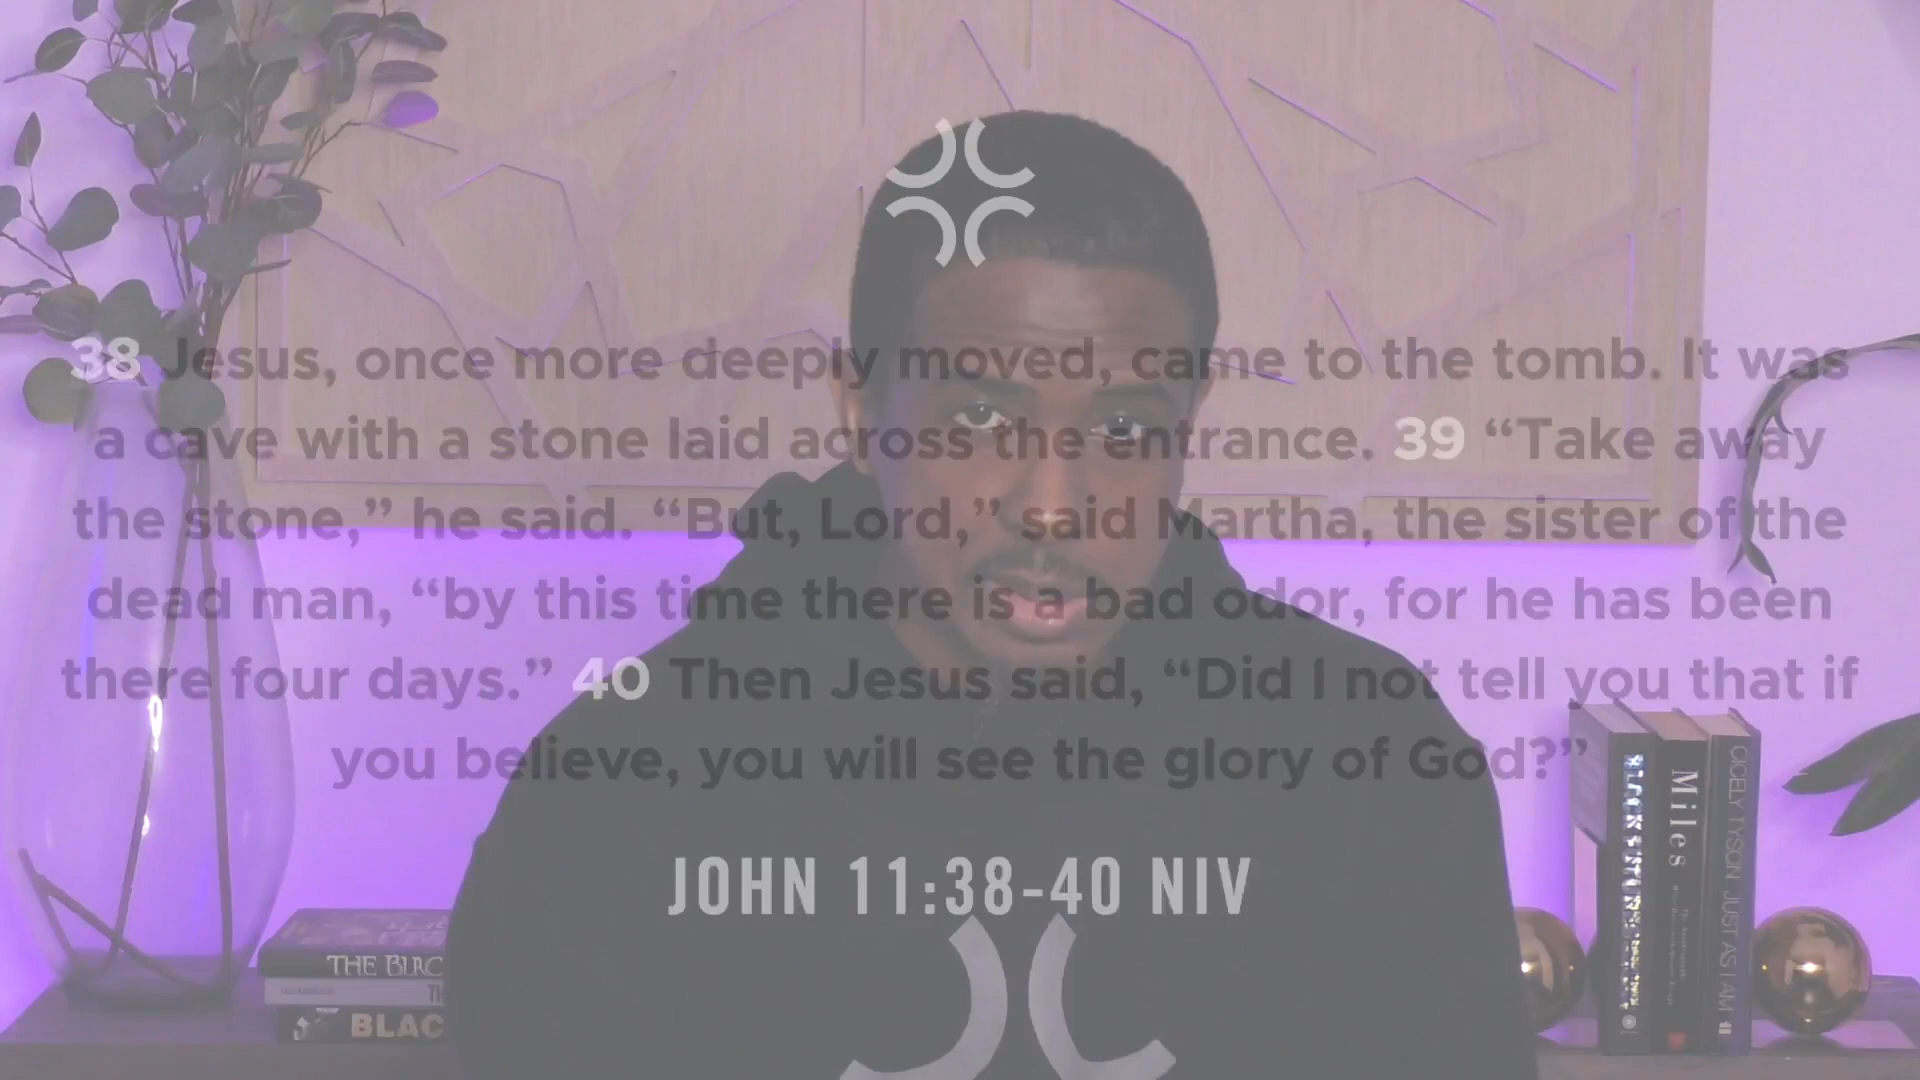 38 Jesus, once more deeply moved, came to the tomb. It was
a cave with a stone laid across the entrance. 39 “Take away
the stone,” he said. “But, Lord,” said Martha, the sister of the
dead man, “by this time there is a bad odor, for he has been
there four days.” 40 Then Jesus said, “Did I not tell you that if
you believe, you will see the glory of God?”
JOHN 11:38-40 NIV
THE BLAC
TH
BLAC
BLACK FUTURES
Miles
CICELY TYSON JUST AS I AM